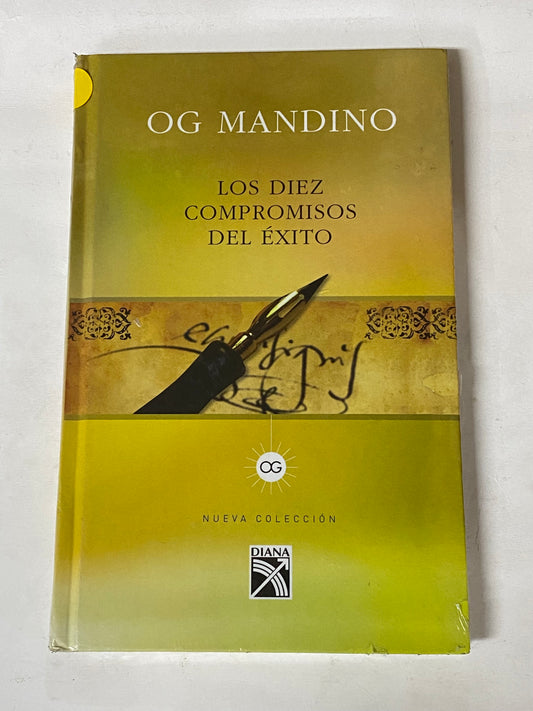 OG MANDINO
LOS DIEZ
COMPROMISOS
DEL ÉXITO
OG
NUEVA COLECCIÓN
DIANA